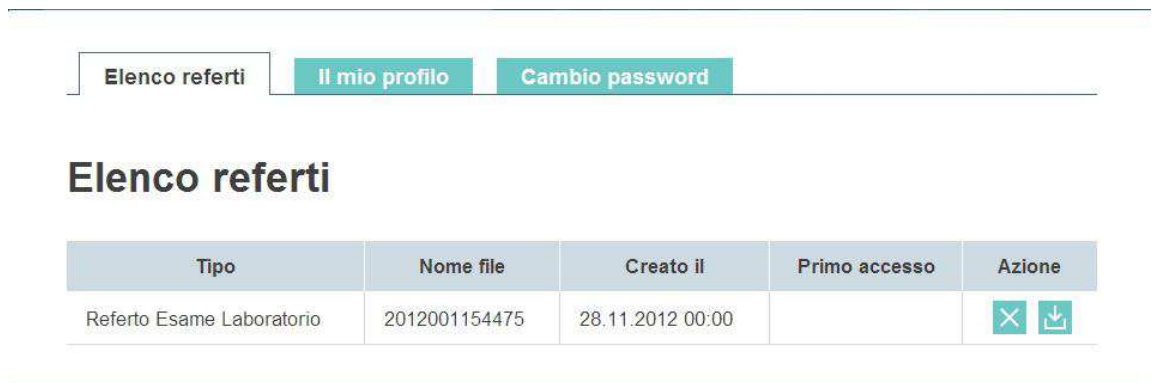 Elenco referti Il mio profilo Cambio password
Elenco referti
Tipo Nome file Creato il Primo accesso Azione
Referto Esame Laboratorio 2012001154475 28.11.2012 00:00